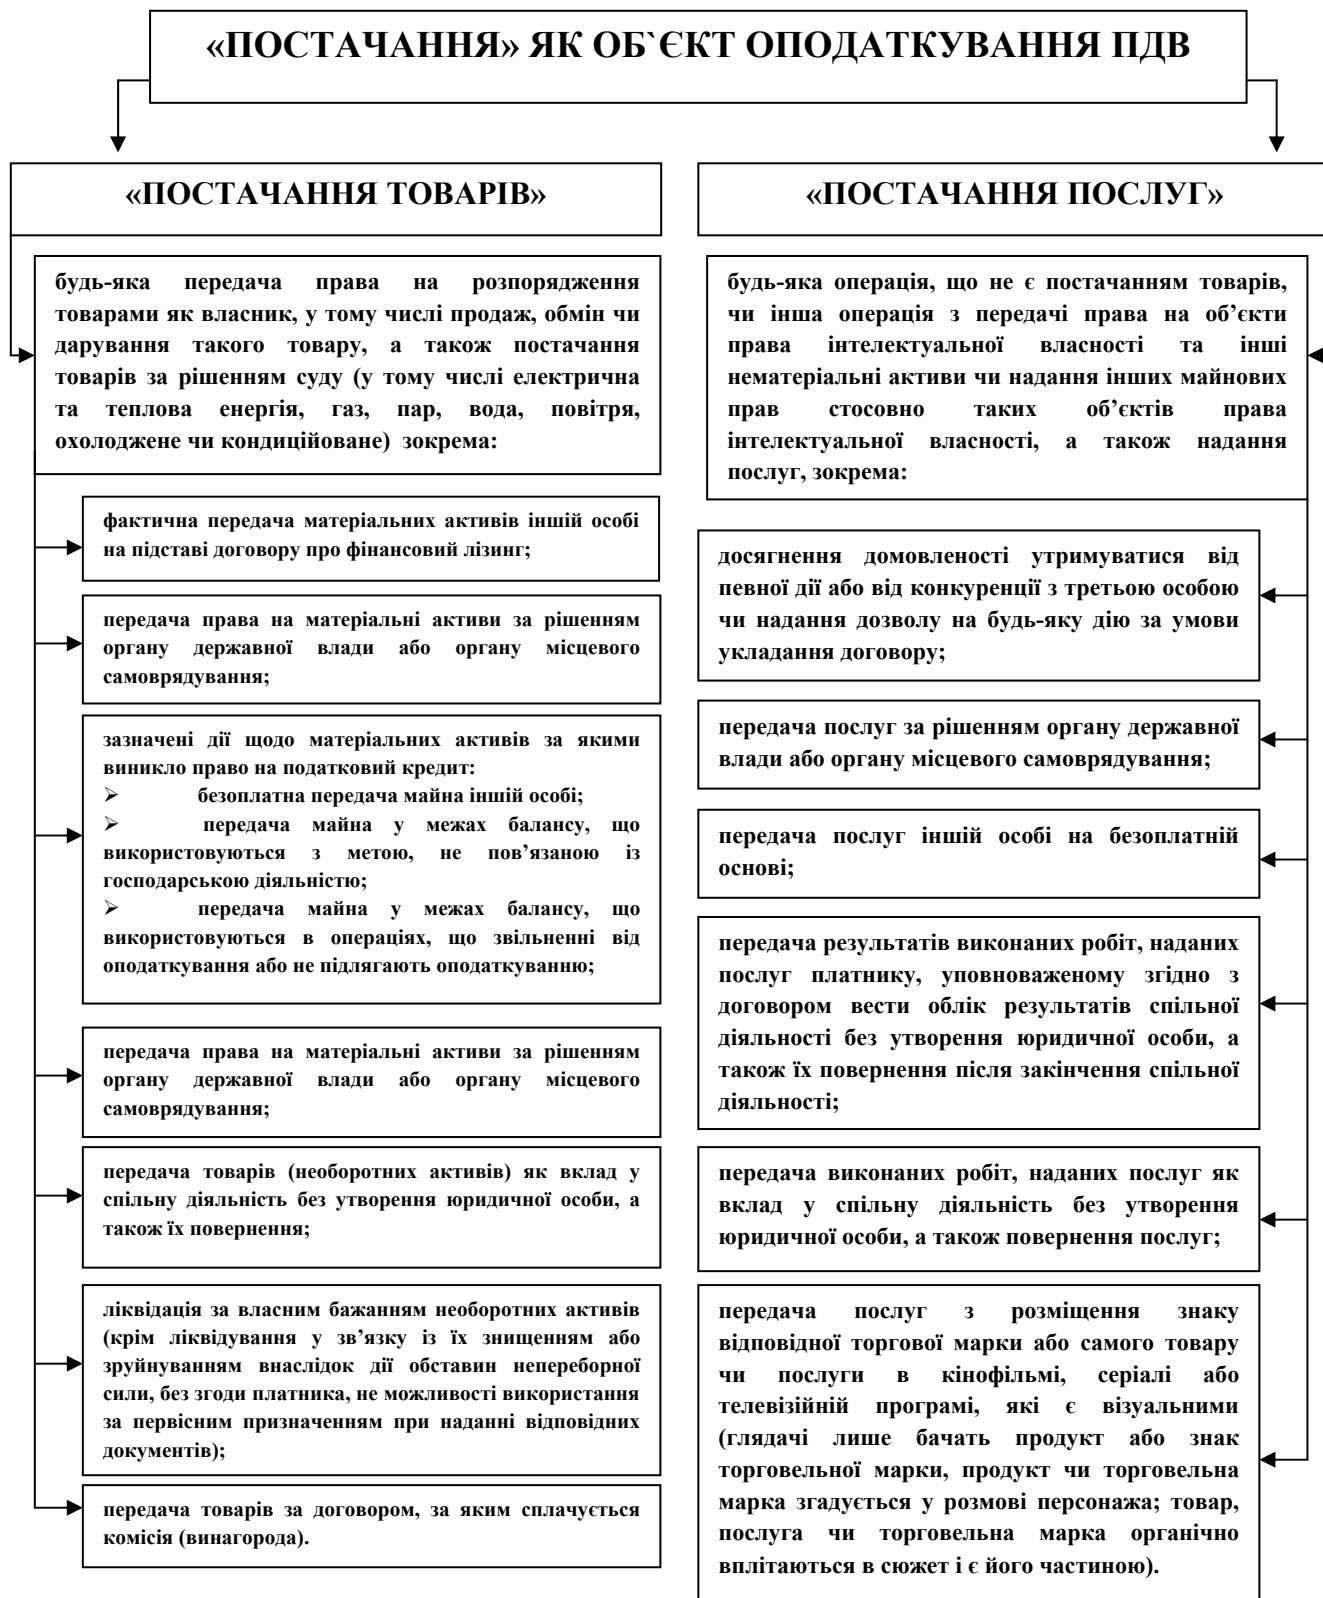 «ПОСТАЧАННЯ» ЯК ОБ`ЄКТ ОПОДАТКУВАННЯ ПДВ
«ПОСТАЧАННЯ ТОВАРІВ»
будь-яка передача права на розпорядження
товарами як власник, у тому числі продаж, обмін чи
дарування такого товару, а також постачання
товарів за рішенням суду (у тому числі електрична
та теплова енергія, газ, пар, вода, повітря,
охолоджене чи кондиційоване) зокрема:
фактична передача матеріальних активів іншій особі
на підставі договору про фінансовий лізинг;
передача права на матеріальні активи за рішенням
органу державної влади або органу місцевого
самоврядування;
зазначені дії щодо матеріальних активів за якими
виникло право на податковий кредит:
➢ безоплатна передача майна іншій особі;
➢ передача майна у межах балансу, що
використовуються з метою, не пов’язаною із
господарською діяльністю;
➢ передача майна у межах балансу, що
використовуються в операціях, що звільненні від
оподаткування або не підлягають оподаткуванню;
передача права на матеріальні активи за рішенням
органу державної влади або органу місцевого
самоврядування;
передача товарів (необоротних активів) як вклад у
спільну діяльність без утворення юридичної особи, а
також їх повернення;
ліквідація за власним бажанням необоротних активів
(крім ліквідування у зв’язку із їх знищенням або
зруйнуванням внаслідок дії обставин непереборної
сили, без згоди платника, не можливості використання
за первісним призначенням при наданні відповідних
документів);
передача товарів за договором, за яким сплачується
комісія (винагорода).
«ПОСТАЧАННЯ ПОСЛУГ»
будь-яка операція, що не є постачанням товарів,
чи інша операція з передачі права на об’єкти
права інтелектуальної власності та інші
нематеріальні активи чи надання інших майнових
прав стосовно таких об’єктів права
інтелектуальної власності, а також надання
послуг, зокрема:
досягнення домовленості утримуватися від
певної дії або від конкуренції з третьою особою
чи надання дозволу на будь-яку дію за умови
укладання договору;
передача послуг за рішенням органу державної
влади або органу місцевого самоврядування;
передача послуг іншій особі на безоплатній
основі;
передача результатів виконаних робіт, наданих
послуг платнику, уповноваженому згідно з
договором вести облік результатів спільної
діяльності без утворення юридичної особи, а
також їх повернення після закінчення спільної
діяльності;
передача виконаних робіт, наданих послуг як
вклад у спільну діяльність без утворення
юридичної особи, а також повернення послуг;
передача послуг з розміщення знаку
відповідної торгової марки або самого товару
чи послуги в кінофільмі, серіалі або
телевізійній програмі, які є візуальними
(глядачі лише бачать продукт або знак
торговельної марки, продукт чи торговельна
марка згадується у розмові персонажа; товар,
послуга чи торговельна марка органічно
вплітаються в сюжет і є його частиною).